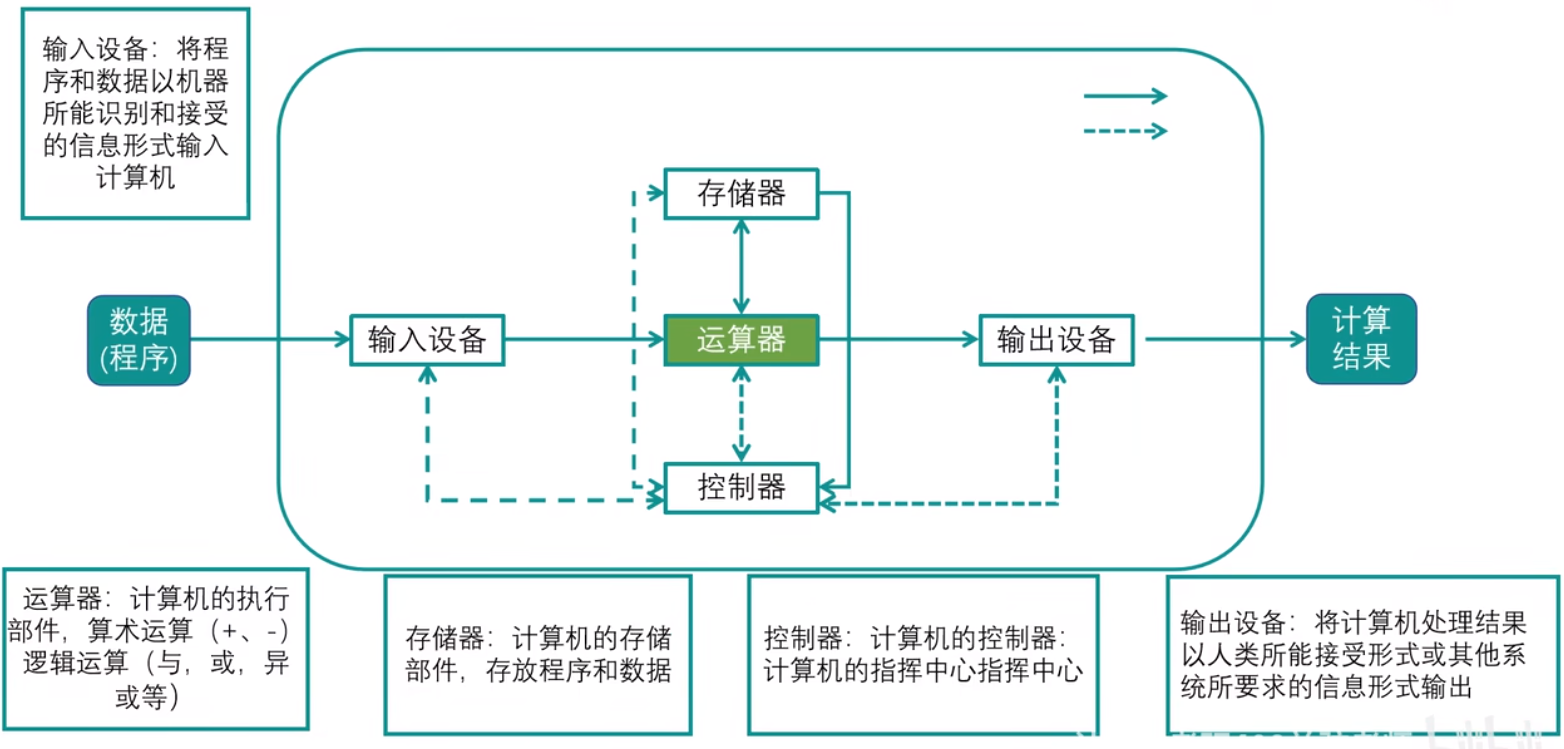 输入设备：将程
序和数据以机器
所能识别和接受
的信息形式输入
计算机
存储器
数据
(程序)
输入设备
运算器
输出设备
计算
结果
控制器
运算器：计算机的执行
部件，算术运算（+、-）
逻辑运算（与，或，异
或等）
存储器：计算机的存储
部件，存放程序和数据
控制器：计算机的控制器：
计算机的指挥中心指挥中心
输出设备：将计算机处理结果
以人类所能接受形式或其他系
统所要求的信息形式输出